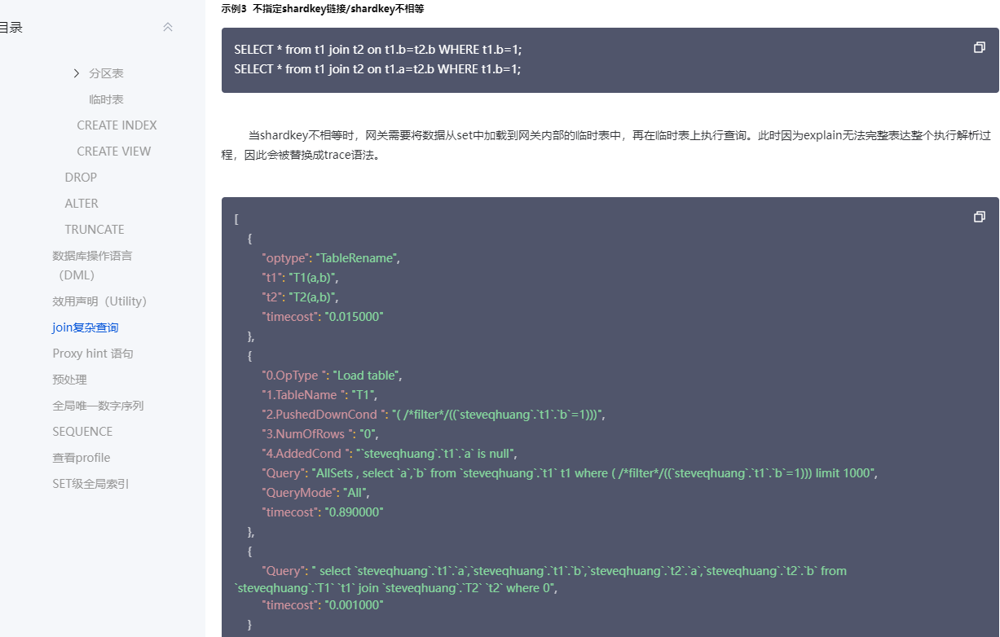 目录
分区表
临时表
CREATE INDEX
CREATE VIEW
DROP
ALTER
TRUNCATE
数据库操作语言
（DML）
效用声明（Utility）
join复杂查询
Proxy hint 语句
预处理
全局唯一数字序列
SEQUENCE
查看profile
SET级全局索引
示例3 不指定shardkey链接/shardkey不相等
SELECT * from t1 join t2 on t1.b=t2.b WHERE t1.b=1;
SELECT * from t1 join t2 on t1.a=t2.b WHERE t1.b=1;
当shardkey不相等时，网关需要将数据从set中加载到网关内部的临时表中，再在临时表上执行查询。此时因为explain无法完整表达整个执行解析过
程，因此会被替换成trace语法。
[
{
"optype": "TableRename",
"t1": "T1(a,b)",
"t2": "T2(a,b)",
"timecost": "0.015000"
},
{
"0.OpType ": "Load table",
"1.TableName ": "T1",
"2.PushedDownCond ": "( /*filter*/((`steveqhuang`.`t1`.`b`=1)))",
"3.NumOfRows ": "0",
"4.AddedCond ": "`steveqhuang`.`t1`.`a` is null",
"Query": "AllSets , select `a`,`b` from `steveqhuang`.`t1` t1 where ( /*filter*/((`steveqhuang`.`t1`.`b`=1))) limit 1000",
"QueryMode": "All",
"timecost": "0.890000"
},
{
"Query": " select `steveqhuang`.`t1`.`a`,`steveqhuang`.`t1`.`b`,`steveqhuang`.`t2`.`a`,`steveqhuang`.`t2`.`b` from
`steveqhuang`.`T1` `t1` join `steveqhuang`.`T2` `t2` where 0",
"timecost": "0.001000"
}